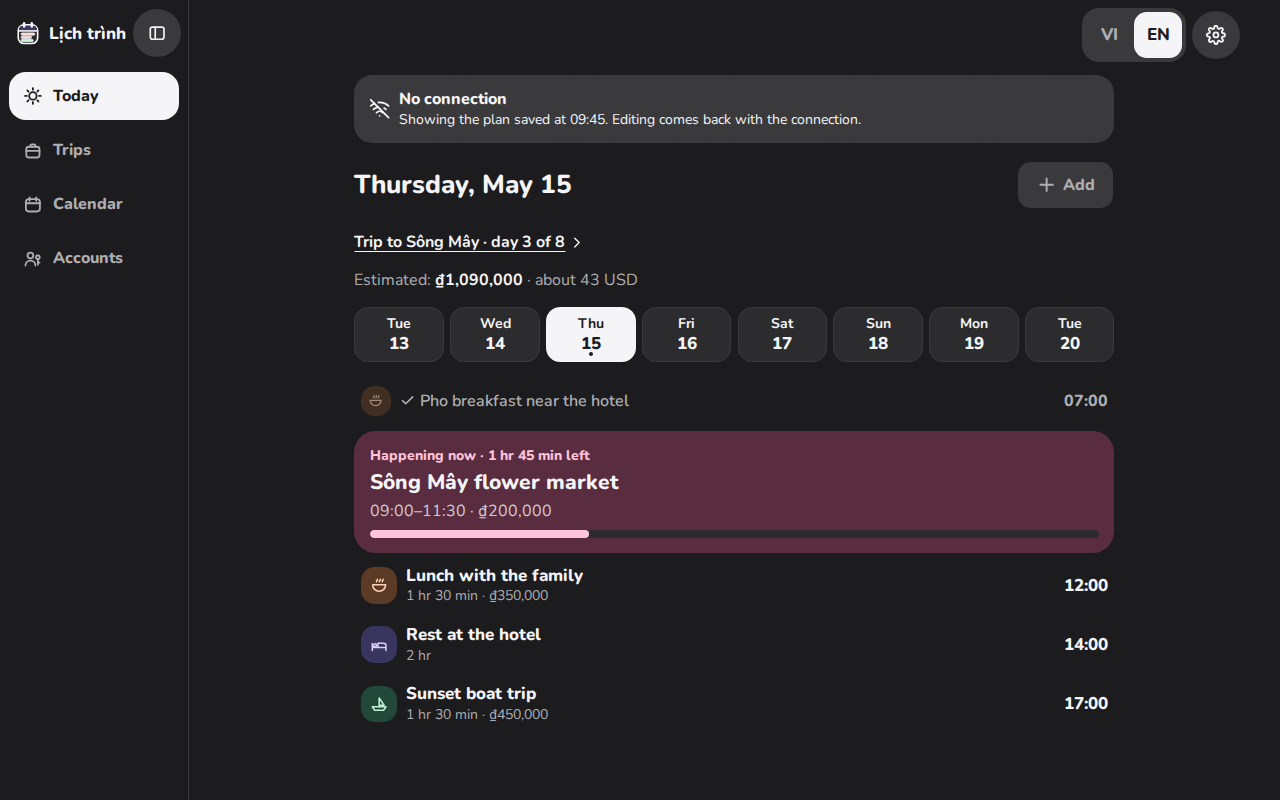 Lịch trình
VI
EN
Today
Trips
Calendar
Accounts
No connection
Showing the plan saved at 09:45. Editing comes back with the connection.
Thursday, May 15
Add
Trip to Sông Mây · day 3 of 8
Estimated: ₫1,090,000 · about 43 USD
Tue
13
Wed
14
Thu
15
Fri
16
Sat
17
Sun
18
Mon
19
Tue
20
Pho breakfast near the hotel
07:00
Happening now · 1 hr 45 min left
Sông Mây flower market
09:00–11:30 · ₫200,000
Lunch with the family
1 hr 30 min · ₫350,000
12:00
Rest at the hotel
2 hr
14:00
Sunset boat trip
1 hr 30 min · ₫450,000
17:00